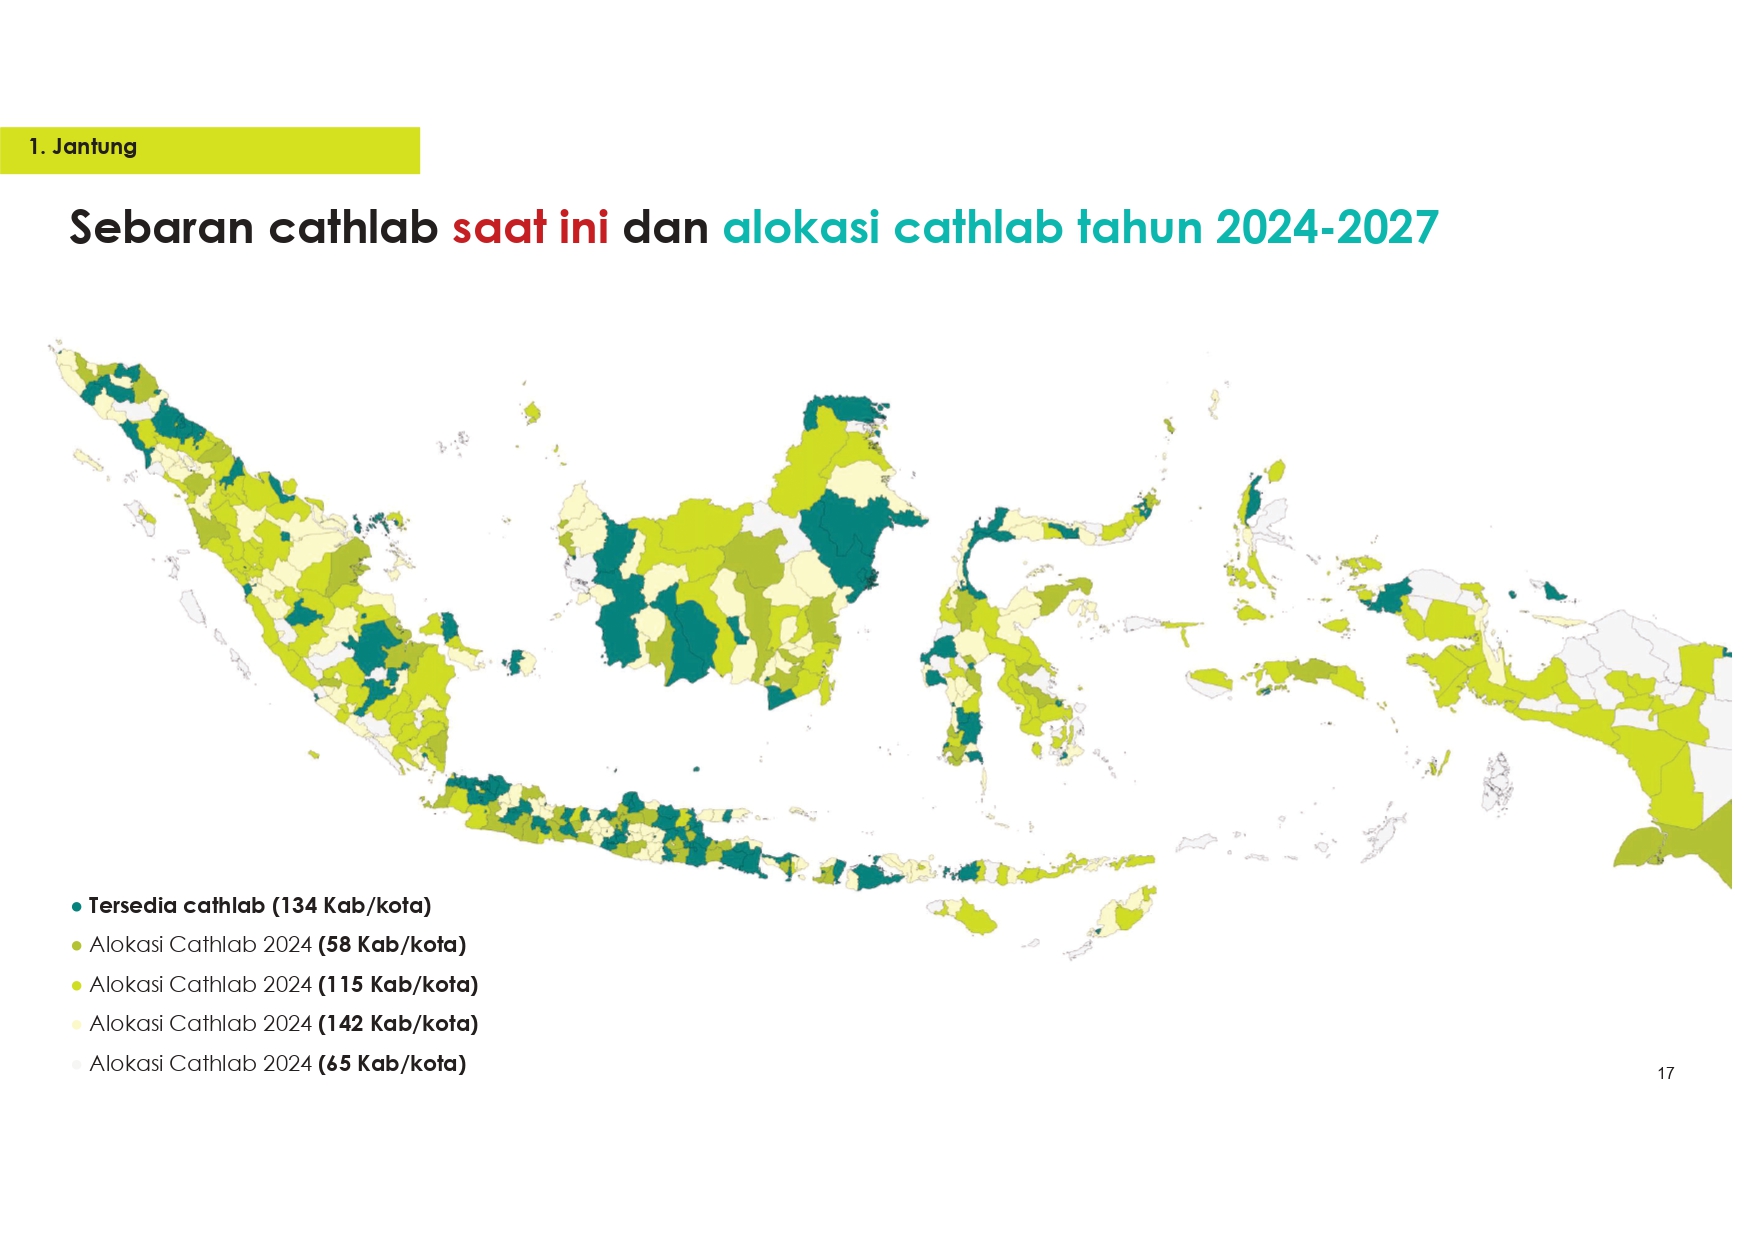 1. Jantung
Sebaran cathlab saat ini dan alokasi cathlab tahun 2024-2027
● Tersedia cathlab (134 Kab/kota)
● Alokasi Cathlab 2024 (58 Kab/kota)
● Alokasi Cathlab 2024 (115 Kab/kota)
● Alokasi Cathlab 2024 (142 Kab/kota)
● Alokasi Cathlab 2024 (65 Kab/kota)
17